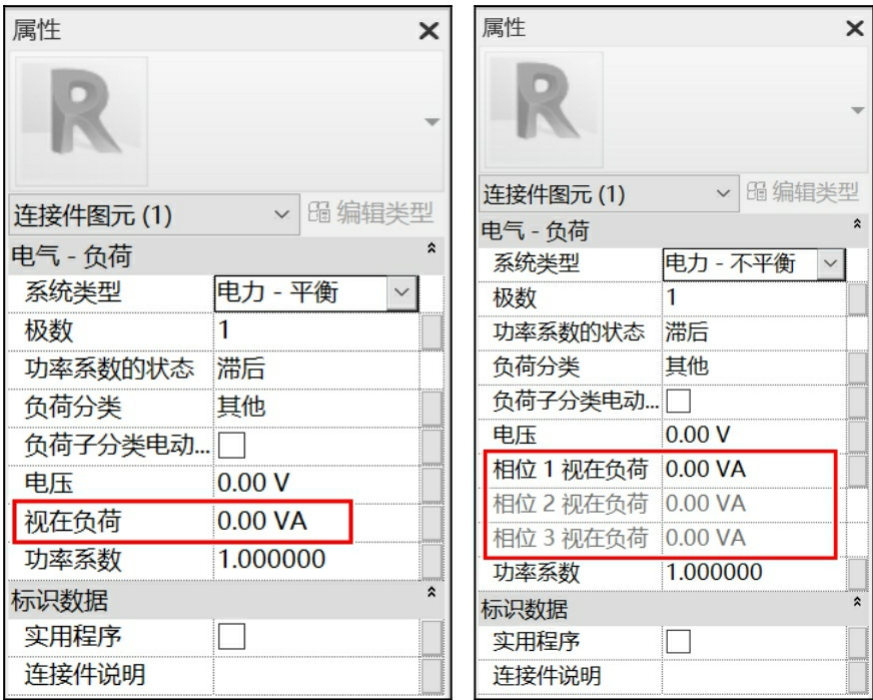 属性
连接件图元 (1) 编辑类型
电气 - 负荷
系统类型 电力 - 平衡
极数 1
功率系数的状态 滞后
负荷分类 其他
负荷子分类电动...
电压 0.00 V
视在负荷 0.00 VA
功率系数 1.000000
标识数据
实用程序
连接件说明
属性
连接件图元 (1) 编辑类型
电气 - 负荷
系统类型 电力 - 不平衡
极数 1
功率系数的状态 滞后
负荷分类 其他
负荷子分类电动...
电压 0.00 V
相位 1 视在负荷 0.00 VA
相位 2 视在负荷 0.00 VA
相位 3 视在负荷 0.00 VA
功率系数 1.000000
标识数据
实用程序
连接件说明